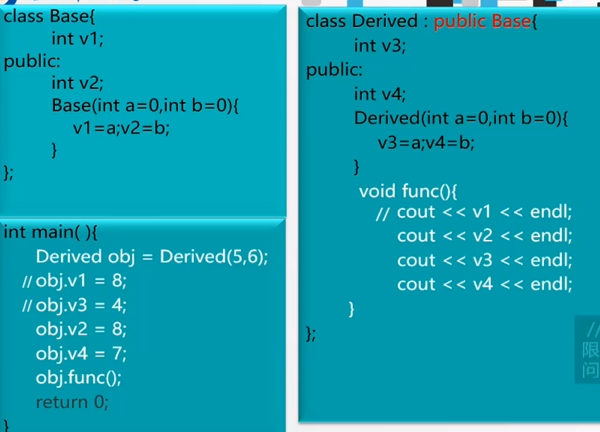 class Base{
int v1;
public:
int v2;
Base(int a=0,int b=0){
v1=a;v2=b;
}
};
int main( ){
Derived obj = Derived(5,6);
// obj.v1 = 8;
// obj.v3 = 4;
obj.v2 = 8;
obj.v4 = 7;
obj.func();
return 0;
}
class Derived : public Base{
int v3;
public:
int v4;
Derived(int a=0,int b=0){
v3=a;v4=b;
}
void func(){
// cout << v1 << endl;
cout << v2 << endl;
cout << v3 << endl;
cout << v4 << endl;
}
};
//
限
问